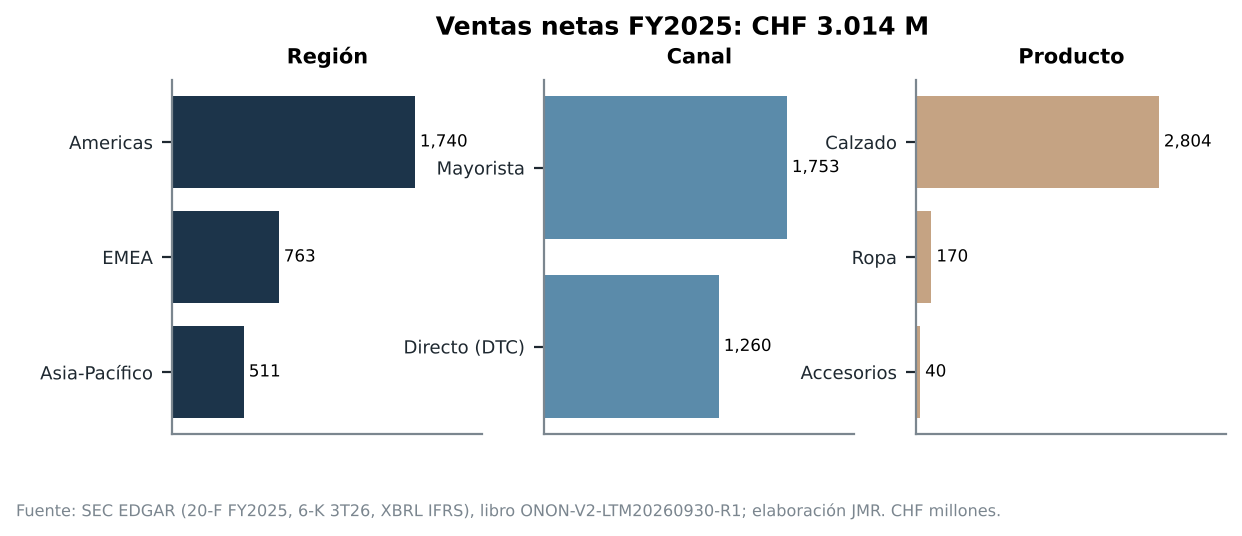 Ventas netas FY2025: CHF 3.014 M
Región
Americas
1,740
EMEA
763
Asia-Pacífico
511
Canal
Mayorista
1,753
Directo (DTC)
1,260
Producto
Calzado
2,804
Ropa
170
Accesorios
40
Fuente: SEC EDGAR (20-F FY2025, 6-K 3T26, XBRL IFRS), libro ONON-V2-LTM20260930-R1; elaboración JMR. CHF millones.